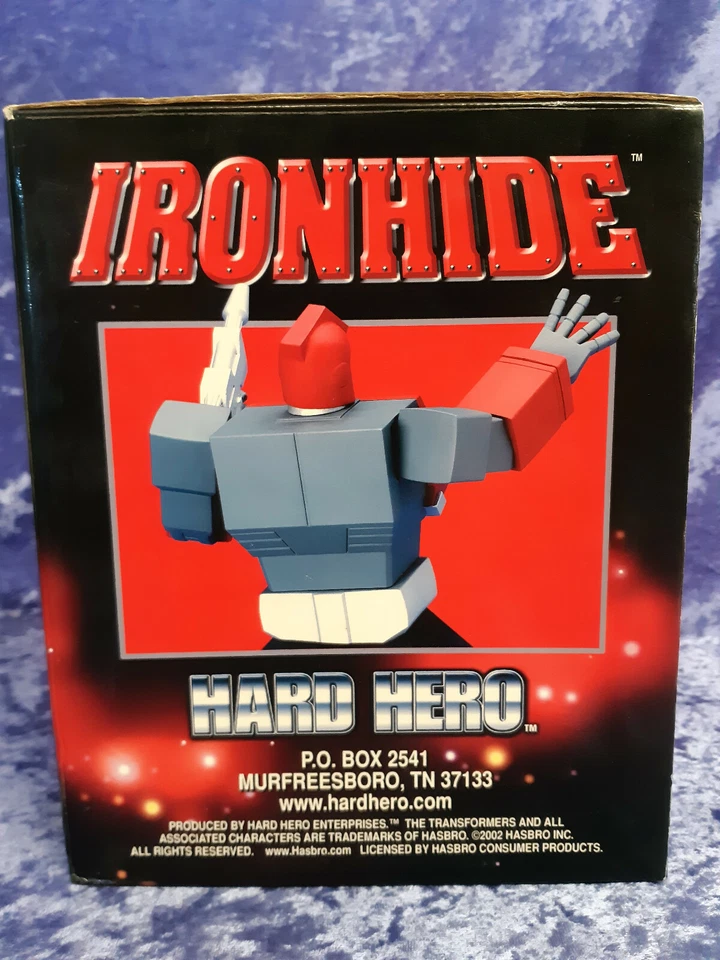 IRONHIDE™
HARD HERO™
P.O. BOX 2541
MURFREESBORO, TN 37133
www.hardhero.com
PRODUCED BY HARD HERO ENTERPRISES.™ THE TRANSFORMERS AND ALL
ASSOCIATED CHARACTERS ARE TRADEMARKS OF HASBRO. ©2002 HASBRO INC.
ALL RIGHTS RESERVED. www.Hasbro.com LICENSED BY HASBRO CONSUMER PRODUCTS.